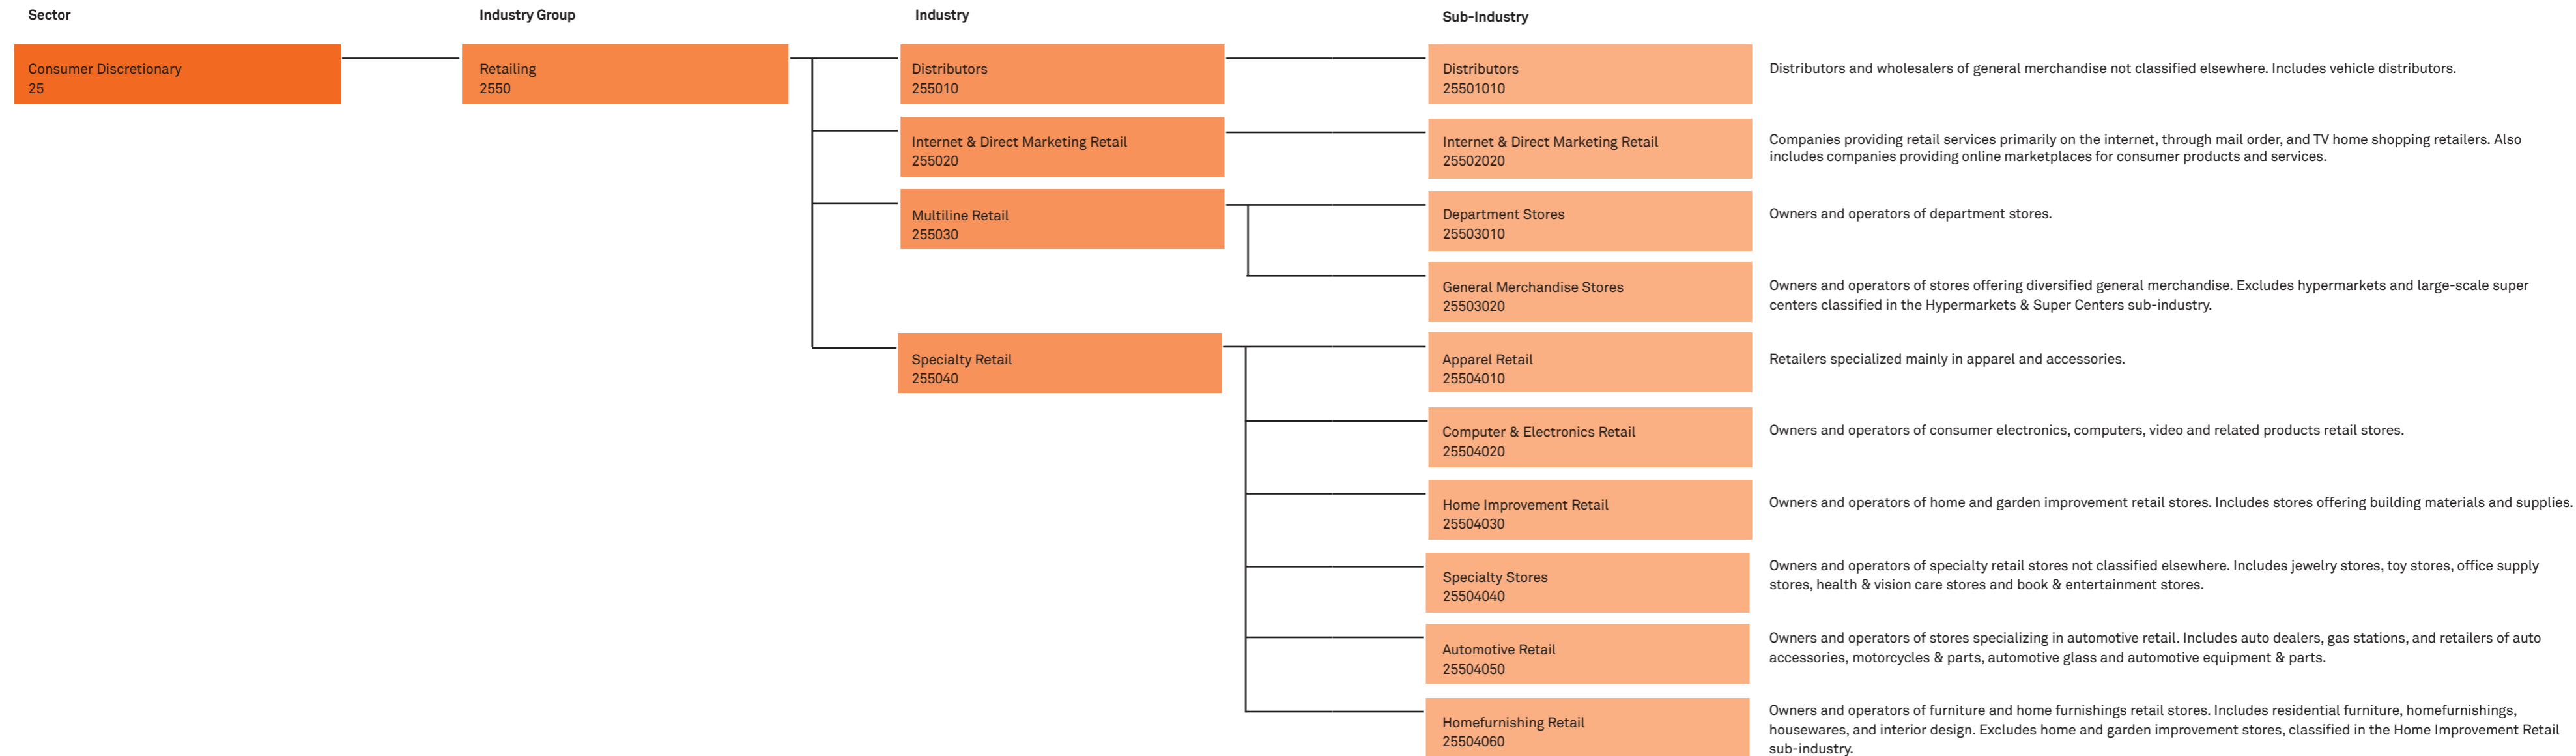 Sector
Industry Group
Industry
Sub-Industry
Consumer Discretionary
25
Retailing
2550
Distributors
255010
Distributors
25501010
Distributors and wholesalers of general merchandise not classified elsewhere. Includes vehicle distributors.
Internet & Direct Marketing Retail
255020
Internet & Direct Marketing Retail
25502020
Companies providing retail services primarily on the internet, through mail order, and TV home shopping retailers. Also
includes companies providing online marketplaces for consumer products and services.
Multiline Retail
255030
Department Stores
25503010
Owners and operators of department stores.
General Merchandise Stores
25503020
Owners and operators of stores offering diversified general merchandise. Excludes hypermarkets and large-scale super
centers classified in the Hypermarkets & Super Centers sub-industry.
Specialty Retail
255040
Apparel Retail
25504010
Retailers specialized mainly in apparel and accessories.
Computer & Electronics Retail
25504020
Owners and operators of consumer electronics, computers, video and related products retail stores.
Home Improvement Retail
25504030
Owners and operators of home and garden improvement retail stores. Includes stores offering building materials and supplies.
Specialty Stores
25504040
Owners and operators of specialty retail stores not classified elsewhere. Includes jewelry stores, toy stores, office supply
stores, health & vision care stores and book & entertainment stores.
Automotive Retail
25504050
Owners and operators of stores specializing in automotive retail. Includes auto dealers, gas stations, and retailers of auto
accessories, motorcycles & parts, automotive glass and automotive equipment & parts.
Homefurnishing Retail
25504060
Owners and operators of furniture and home furnishings retail stores. Includes residential furniture, homefurnishings,
housewares, and interior design. Excludes home and garden improvement stores, classified in the Home Improvement Retail
sub-industry.